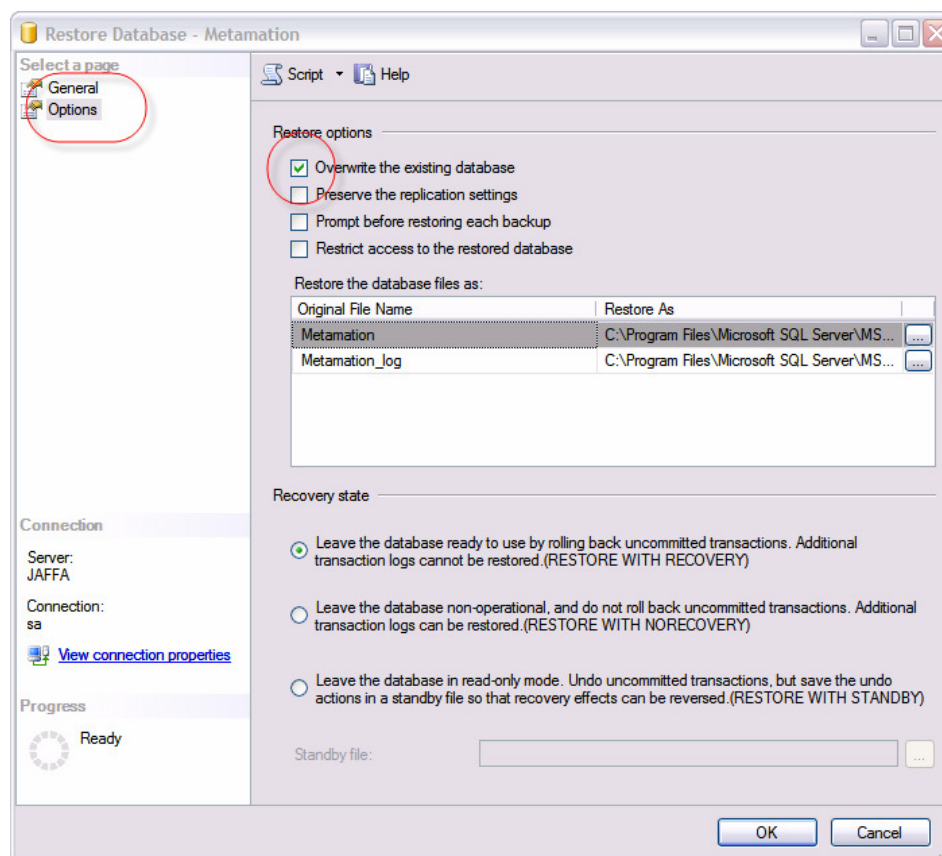 Restore Database - Metamation
Select a page
General
Options
Script
Help
Restore options
Overwrite the existing database
Preserve the replication settings
Prompt before restoring each backup
Restrict access to the restored database
Restore the database files as:
Original File Name Restore As
Metamation C:\Program Files\Microsoft SQL Server\MS... ...
Metamation_log C:\Program Files\Microsoft SQL Server\MS... ...
Recovery state
Leave the database ready to use by rolling back uncommitted transactions. Additional
transaction logs cannot be restored.(RESTORE WITH RECOVERY)
Leave the database non-operational, and do not roll back uncommitted transactions. Additional
transaction logs can be restored.(RESTORE WITH NORECOVERY)
Leave the database in read-only mode. Undo uncommitted transactions, but save the undo
actions in a standby file so that recovery effects can be reversed.(RESTORE WITH STANDBY)
Standby file: ...
Connection
Server:
JAFFA
Connection:
sa
View connection properties
Progress
Ready
OK Cancel